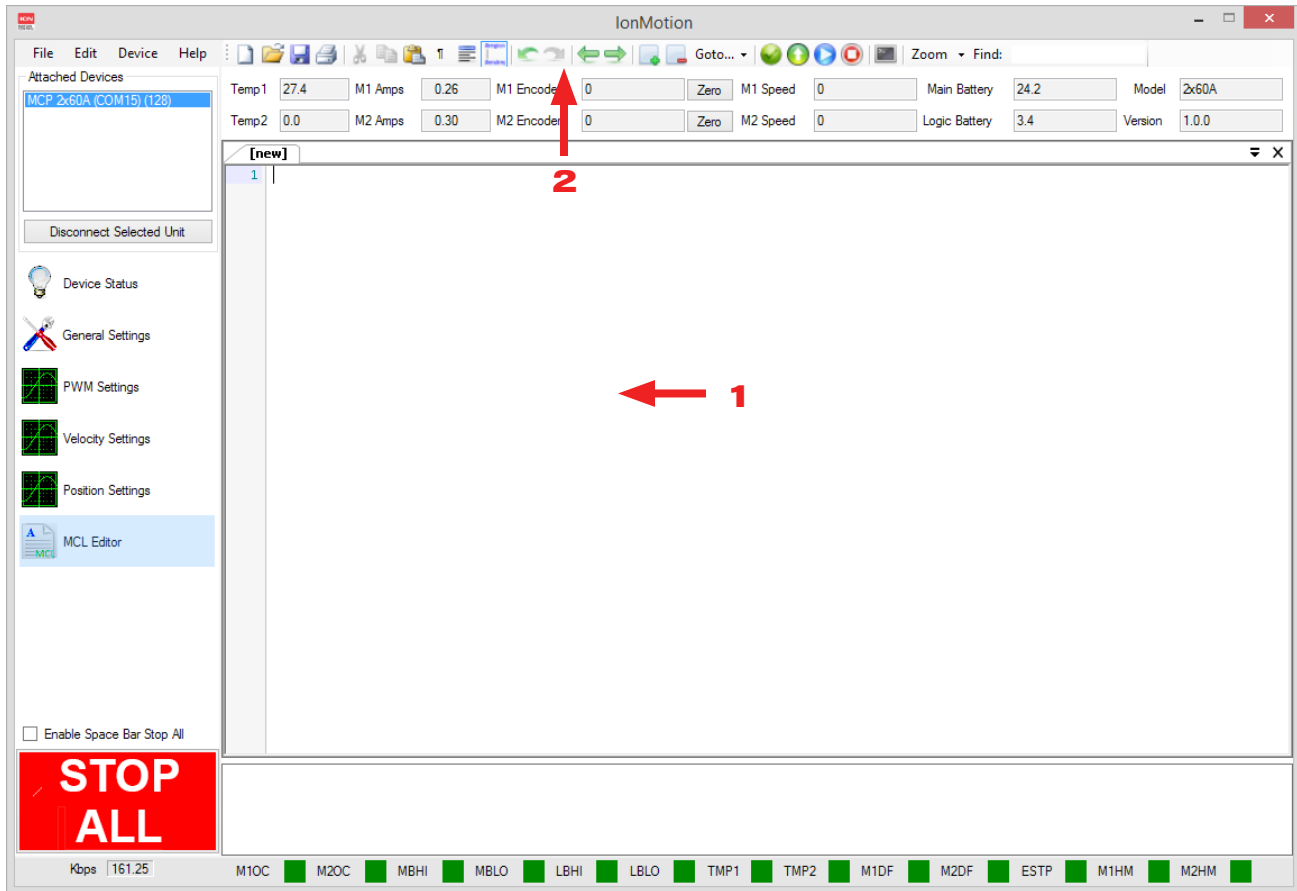 ION
IonMotion
File Edit Device Help Goto... Zoom Find:
Attached Devices
MCP 2x60A (COM15) (128)
Temp1 27.4 M1 Amps 0.26 M1 Encoder 0 Zero M1 Speed 0 Main Battery 24.2 Model 2x60A
Temp2 0.0 M2 Amps 0.30 M2 Encoder 0 Zero M2 Speed 0 Logic Battery 3.4 Version 1.0.0
[new] X
1
2
Disconnect Selected Unit
Device Status
General Settings
PWM Settings
1
Velocity Settings
Position Settings
A MCL MCL Editor
Enable Space Bar Stop All
STOP
ALL
Kbps 161.25 M1OC M2OC MBHI MBLO LBHI LBLO TMP1 TMP2 M1DF M2DF ESTP M1HM M2HM